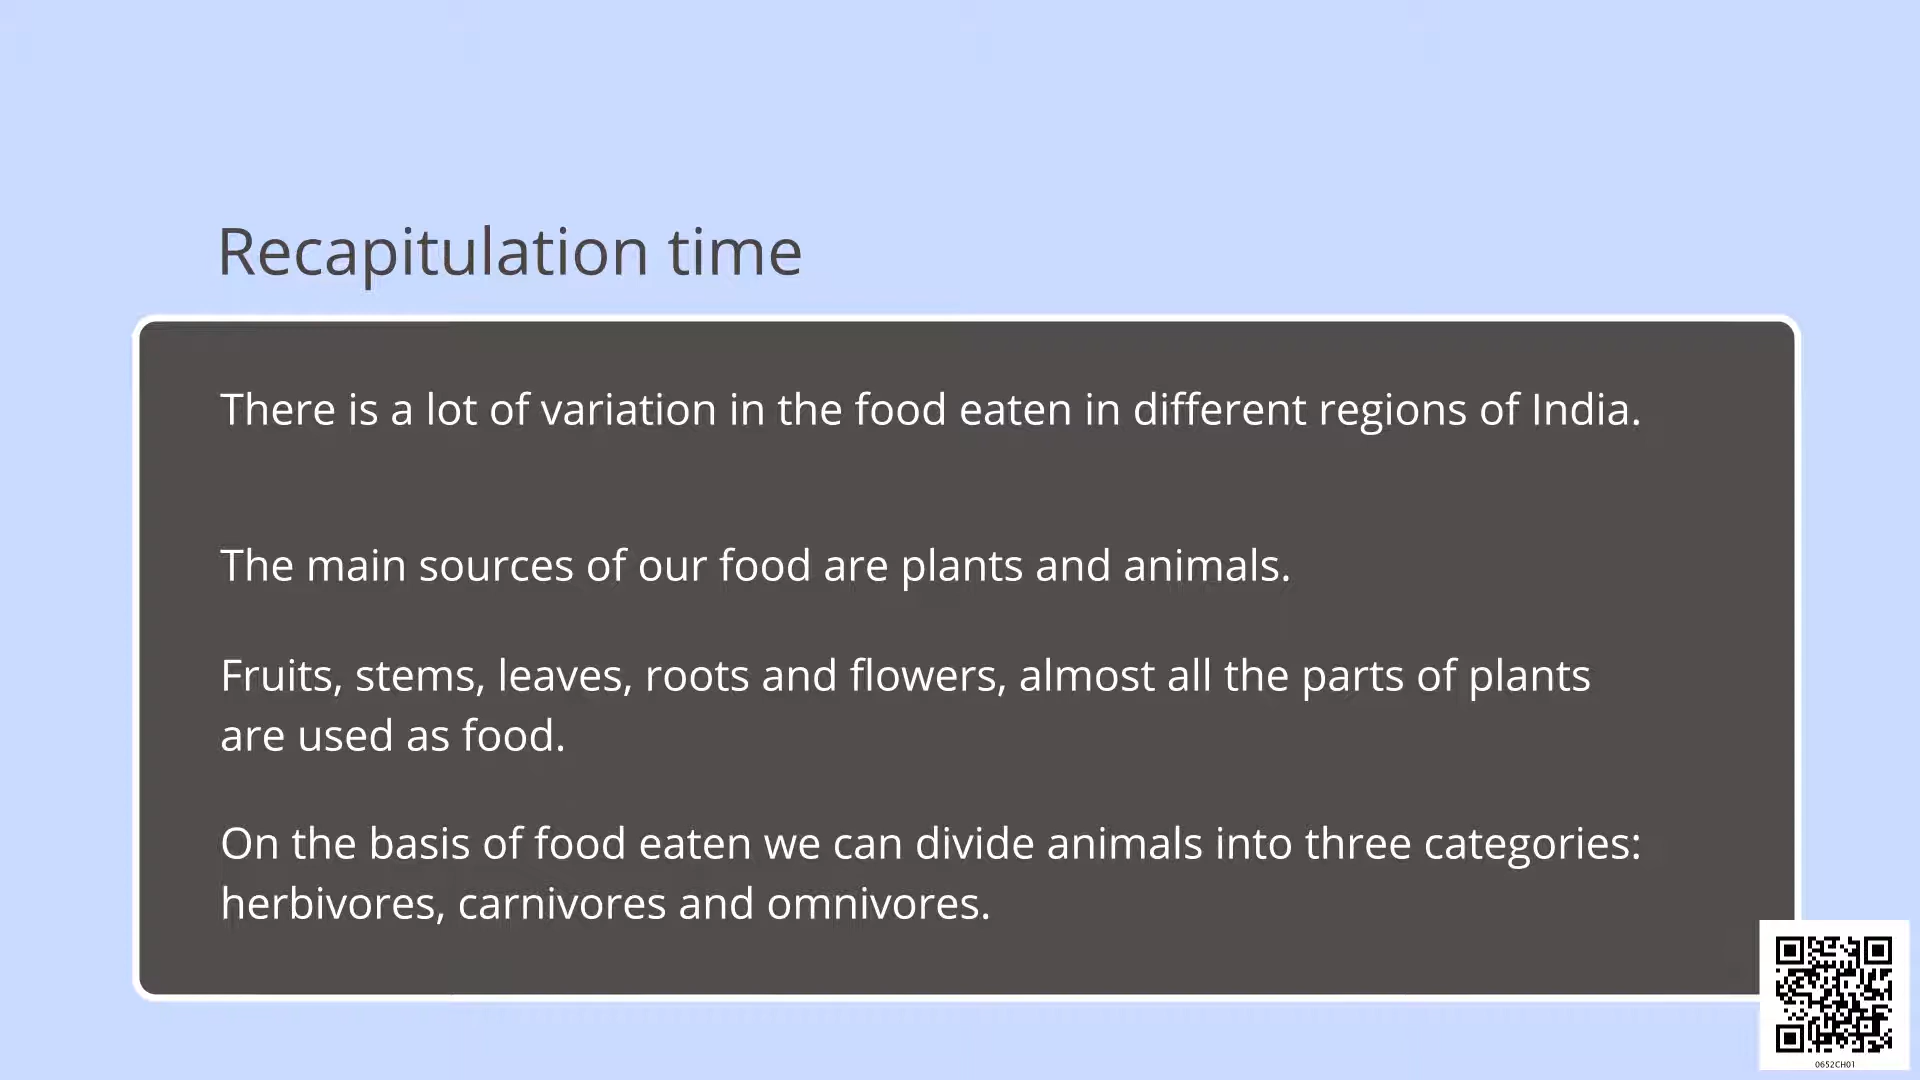 Recapitulation time
There is a lot of variation in the food eaten in different regions of India.
The main sources of our food are plants and animals.
Fruits, stems, leaves, roots and flowers, almost all the parts of plants
are used as food.
On the basis of food eaten we can divide animals into three categories:
herbivores, carnivores and omnivores.
0652CH01